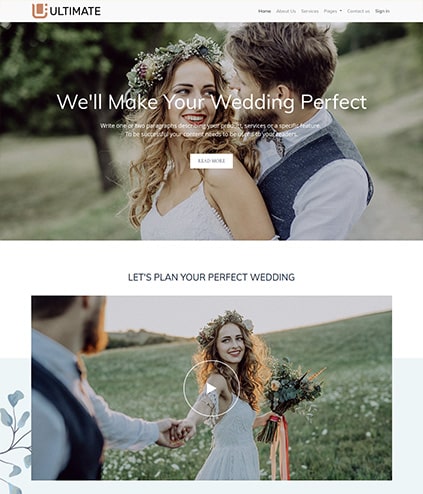 ULTIMATE
Home About Us Services Pages Contact us Sign in
We'll Make Your Wedding Perfect
Write one or two paragraphs describing your product, services or a specific feature.
To be successful your content needs to be useful to your readers.
READ MORE
LET'S PLAN YOUR PERFECT WEDDING